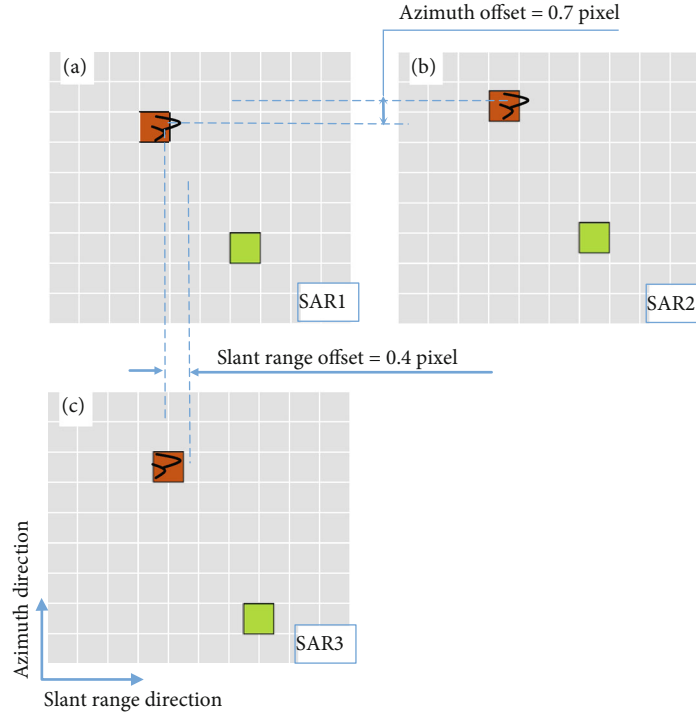 Azimuth offset = 0.7 pixel
(a)
(b)
SAR1
SAR2
Slant range offset = 0.4 pixel
(c)
SAR3
Azimuth direction
Slant range direction